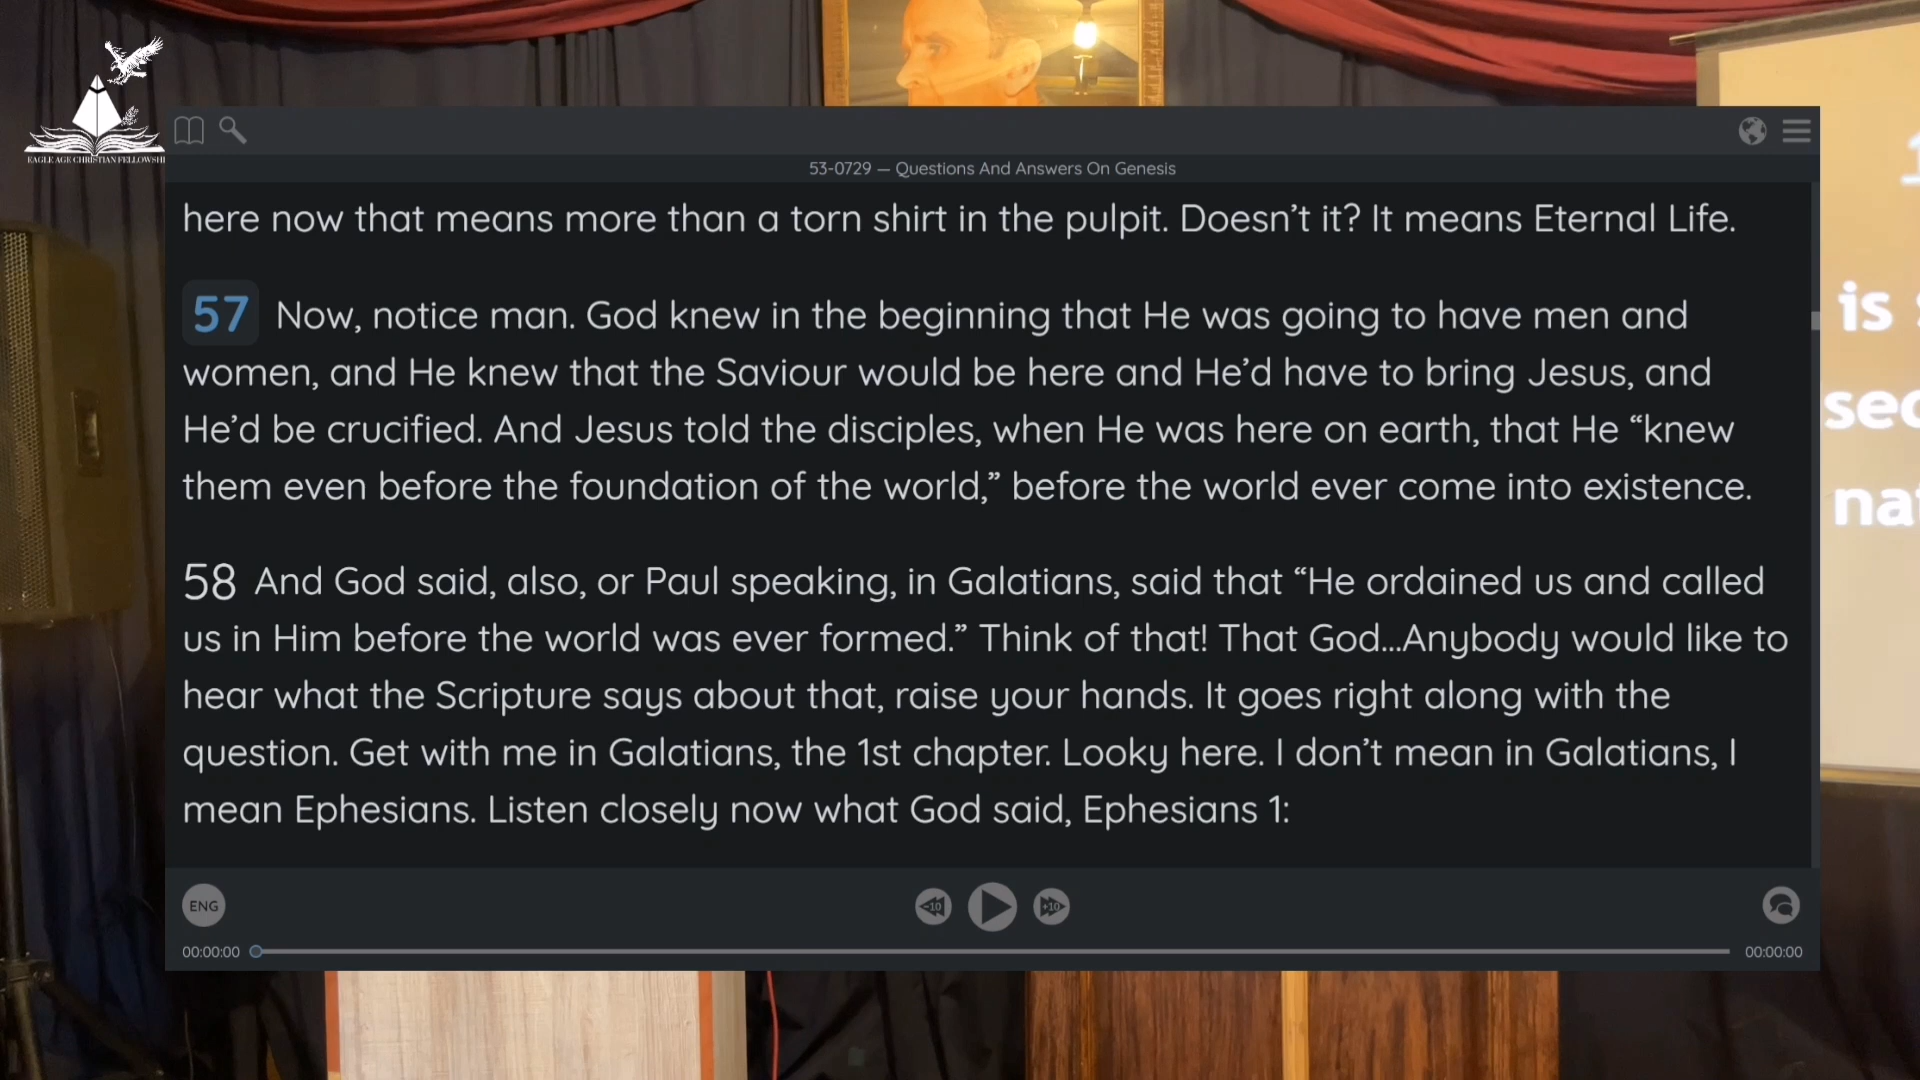 EAGLE AGE CHRISTIAN FELLOWSHI
53-0729 — Questions And Answers On Genesis
here now that means more than a torn shirt in the pulpit. Doesn’t it? It means Eternal Life.
57 Now, notice man. God knew in the beginning that He was going to have men and
women, and He knew that the Saviour would be here and He’d have to bring Jesus, and
He’d be crucified. And Jesus told the disciples, when He was here on earth, that He “knew
them even before the foundation of the world,” before the world ever come into existence.
58 And God said, also, or Paul speaking, in Galatians, said that “He ordained us and called
us in Him before the world was ever formed.” Think of that! That God...Anybody would like to
hear what the Scripture says about that, raise your hands. It goes right along with the
question. Get with me in Galatians, the 1st chapter. Looky here. I don’t mean in Galatians, I
mean Ephesians. Listen closely now what God said, Ephesians 1:
is
sec
nat
ENG
-10
+10
00:00:00
00:00:00